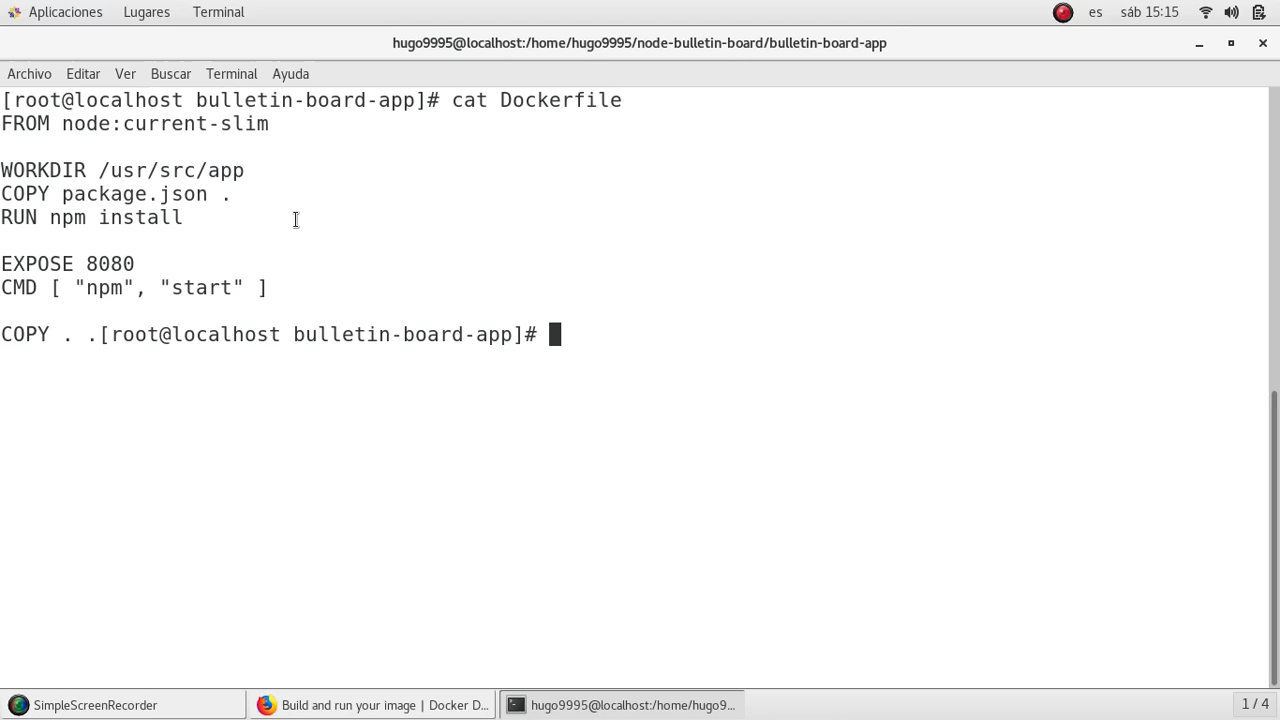 Aplicaciones Lugares Terminal es sáb 15:15
hugo9995@localhost:/home/hugo9995/node-bulletin-board/bulletin-board-app
Archivo Editar Ver Buscar Terminal Ayuda
[root@localhost bulletin-board-app]# cat Dockerfile
FROM node:current-slim
WORKDIR /usr/src/app
COPY package.json .
RUN npm install
EXPOSE 8080
CMD [ "npm", "start" ]
COPY . .[root@localhost bulletin-board-app]#
SimpleScreenRecorder Build and run your image | Docker D... hugo9995@localhost:/home/hugo9... 1 / 4